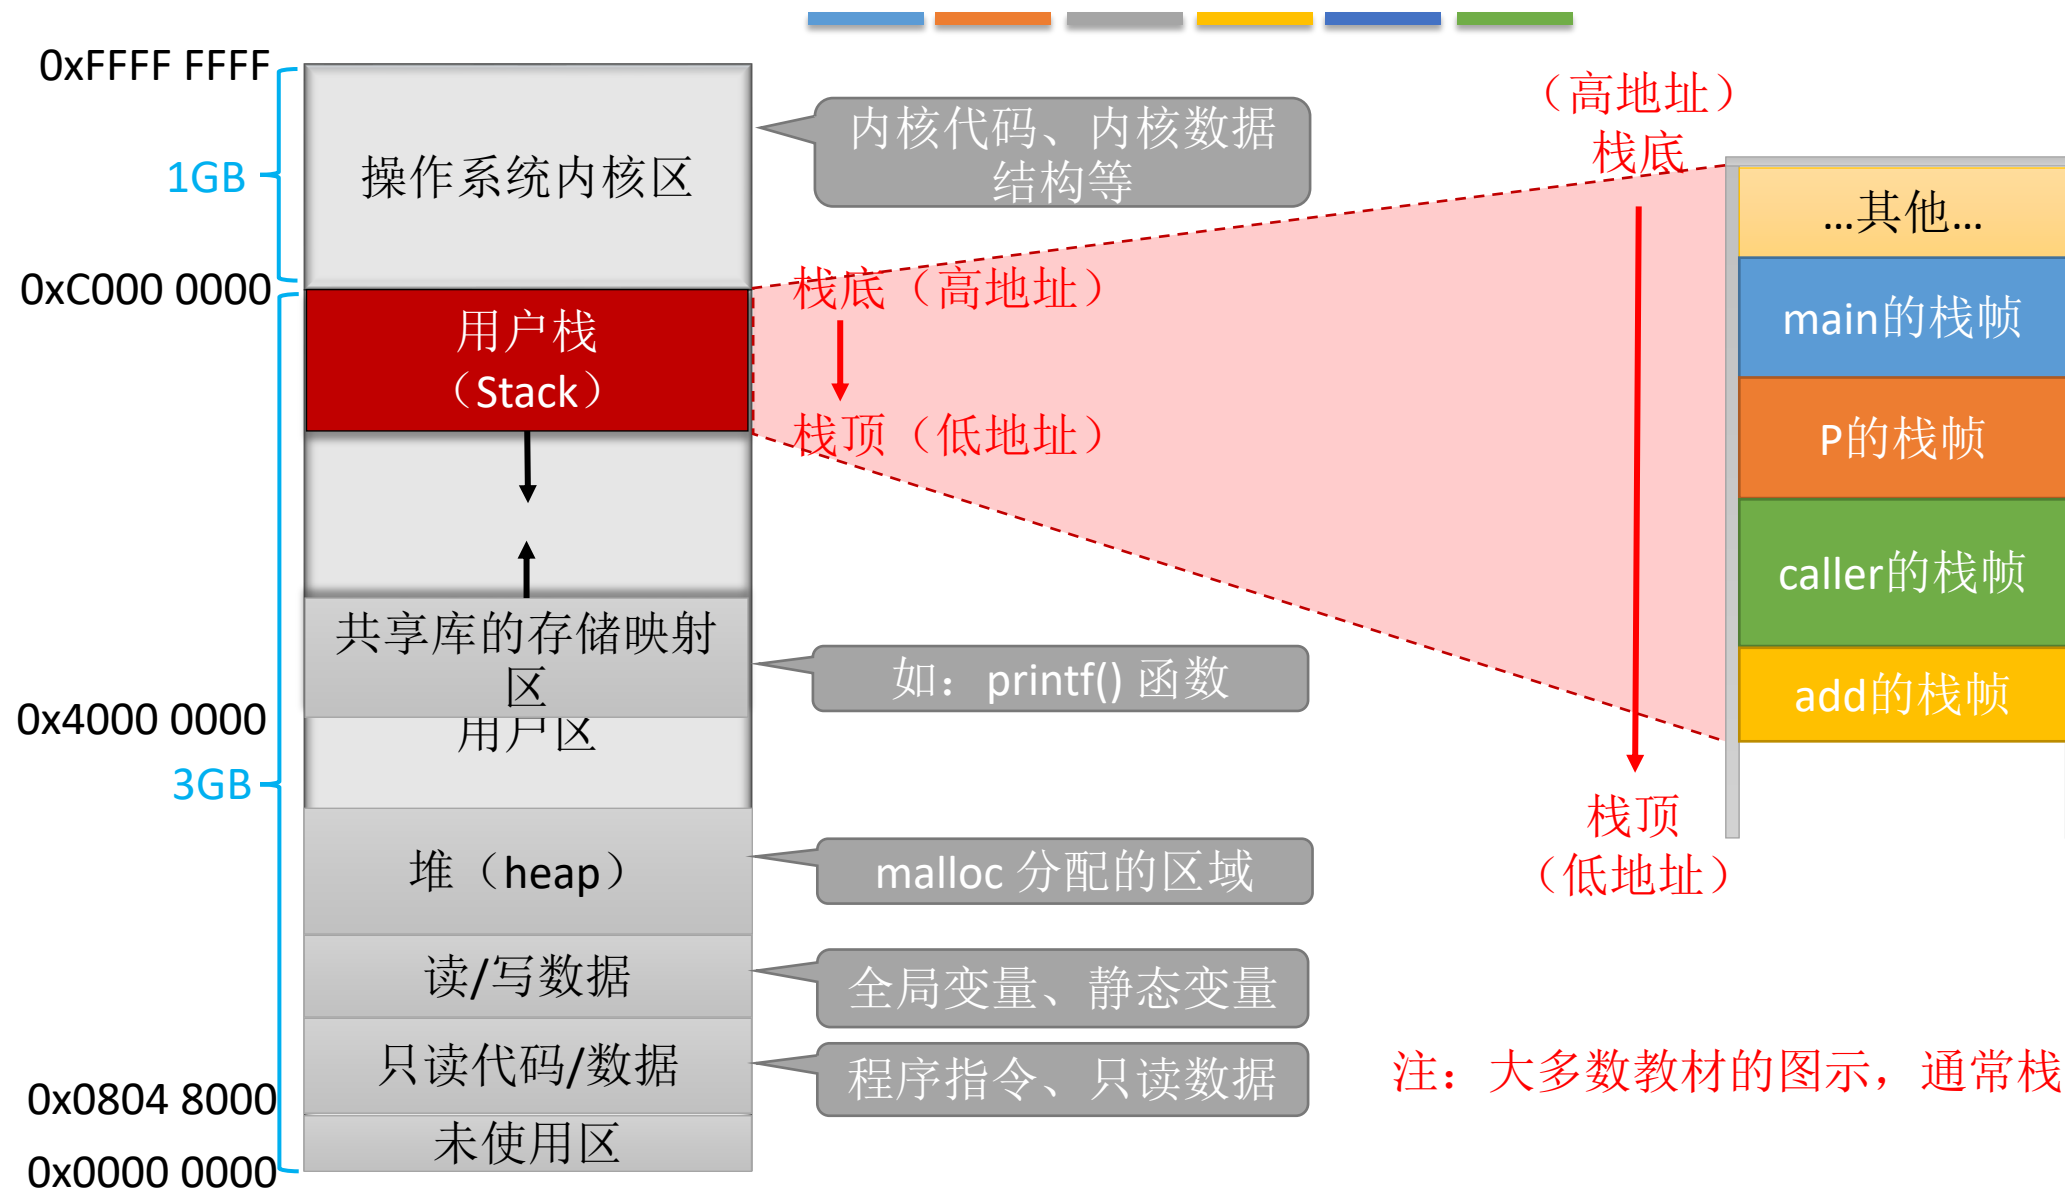 0xFFFF FFFF
1GB
0xC000 0000
0x4000 0000
3GB
0x0804 8000
0x0000 0000
操作系统内核区
用户栈
（Stack）
共享库的存储映射
区
用户区
堆（heap）
读/写数据
只读代码/数据
未使用区
内核代码、内核数据
结构等
栈底（高地址）
栈顶（低地址）
如：printf() 函数
malloc 分配的区域
全局变量、静态变量
程序指令、只读数据
（高地址）
栈底
栈顶
（低地址）
...其他...
main的栈帧
P的栈帧
caller的栈帧
add的栈帧
注：大多数教材的图示，通常栈